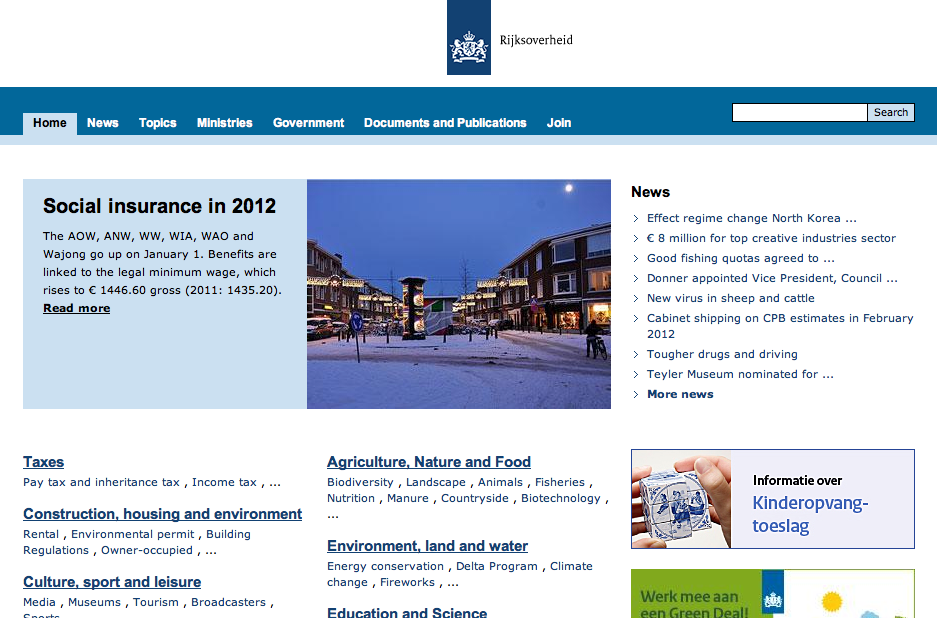 Rijksoverheid
Home News Topics Ministries Government Documents and Publications Join
Search
Social insurance in 2012
The AOW, ANW, WW, WIA, WAO and
Wajong go up on January 1. Benefits are
linked to the legal minimum wage, which
rises to € 1446.60 gross (2011: 1435.20).
Read more
News
Effect regime change North Korea ...
€ 8 million for top creative industries sector
Good fishing quotas agreed to ...
Donner appointed Vice President, Council ...
New virus in sheep and cattle
Cabinet shipping on CPB estimates in February
2012
Tougher drugs and driving
Teyler Museum nominated for ...
More news
Taxes
Pay tax and inheritance tax , Income tax , ...
Construction, housing and environment
Rental , Environmental permit , Building
Regulations , Owner-occupied , ...
Culture, sport and leisure
Media , Museums , Tourism , Broadcasters ,
Sports
Agriculture, Nature and Food
Biodiversity , Landscape , Animals , Fisheries ,
Nutrition , Manure , Countryside , Biotechnology ,
...
Environment, land and water
Energy conservation , Delta Program , Climate
change , Fireworks , ...
Education and Science
Informatie over
Kinderopvang-
toeslag
Werk mee aan
een Green Deal!